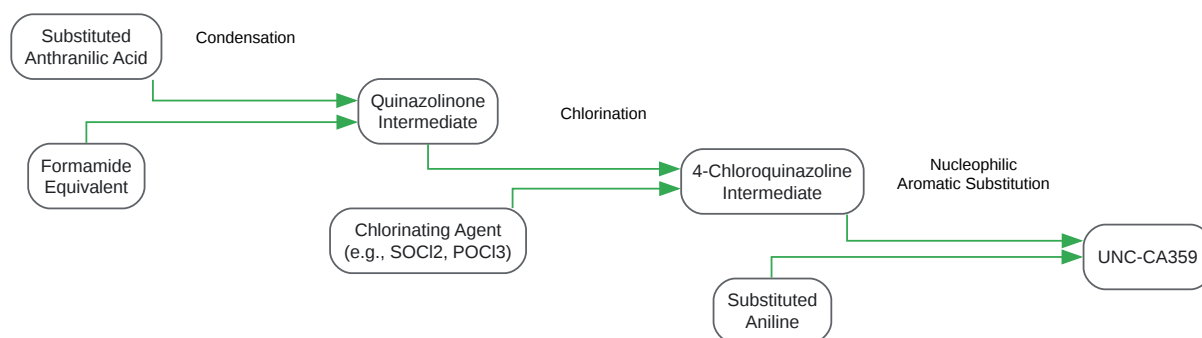 Substituted
Anthranilic Acid
Condensation
Formamide
Equivalent
Quinazolinone
Intermediate
Chlorination
Chlorinating Agent
(e.g., SOCl2, POCl3)
4-Chloroquinazoline
Intermediate
Nucleophilic
Aromatic Substitution
Substituted
Aniline
UNC-CA359